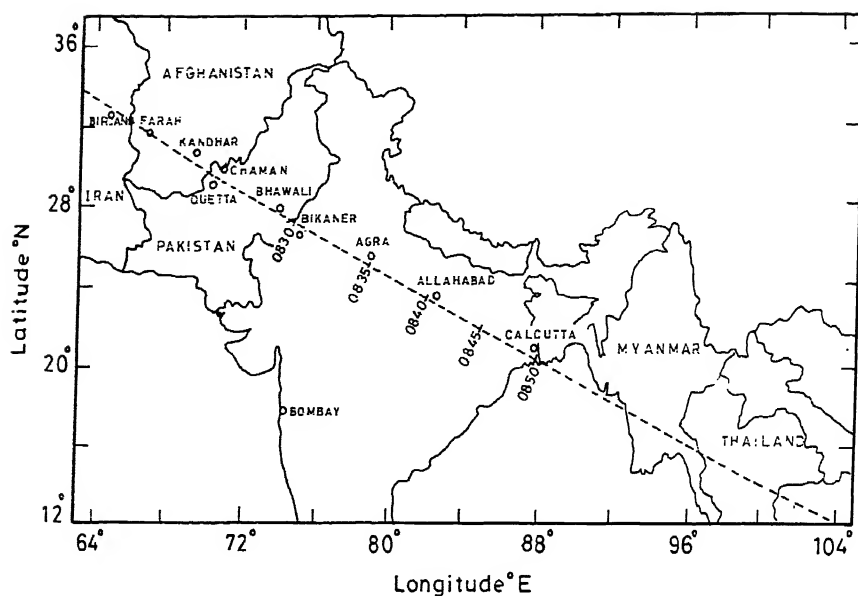 36°
AFGHANISTAN
BIRJAND FARAH
KANDHAR
CHAMAN
28°
IRAN
QUETTA
BHAWALI
BIKANER
0830
PAKISTAN
AGRA
0835
ALLAHABAD
0840
0845
CALCUTTA
0850
MYANMAR
20°
BOMBAY
THAILAND
12°
64°
72°
80°
88°
96°
104°
Latitude °N
Longitude °E